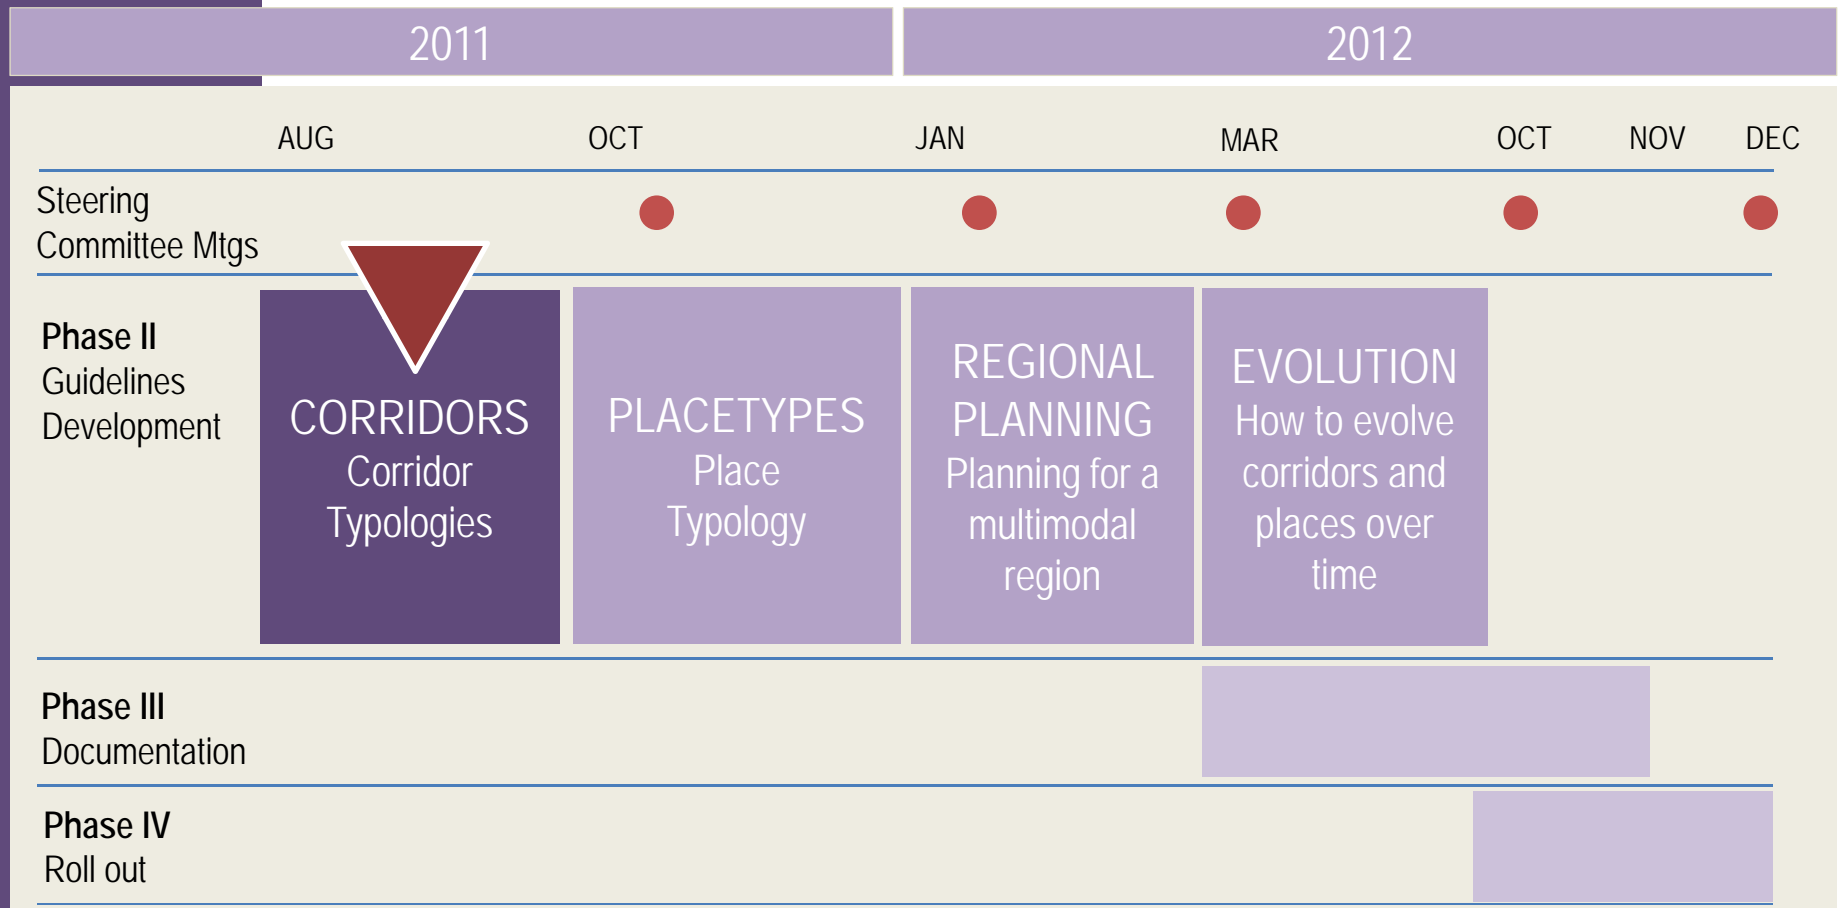 2011
2012
AUG
OCT
JAN
MAR
OCT
NOV
DEC
Steering
Committee Mtgs
Phase II
Guidelines
Development
CORRIDORS
Corridor
Typologies
PLACETYPES
Place
Typology
REGIONAL
PLANNING
Planning for a
multimodal
region
EVOLUTION
How to evolve
corridors and
places over
time
Phase III
Documentation
Phase IV
Roll out